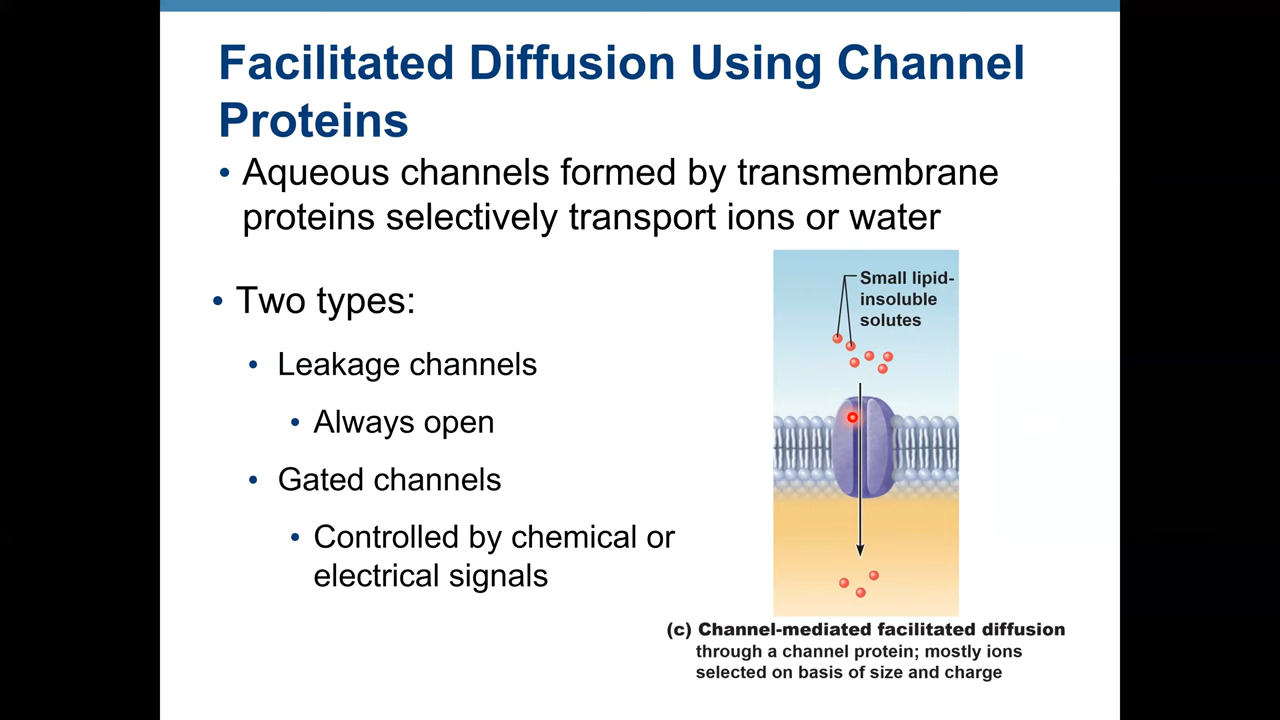 Facilitated Diffusion Using Channel
Proteins
• Aqueous channels formed by transmembrane
proteins selectively transport ions or water
• Two types:
• Leakage channels
• Always open
• Gated channels
• Controlled by chemical or
electrical signals
Small lipid-
insoluble
solutes
(c) Channel-mediated facilitated diffusion
through a channel protein; mostly ions
selected on basis of size and charge